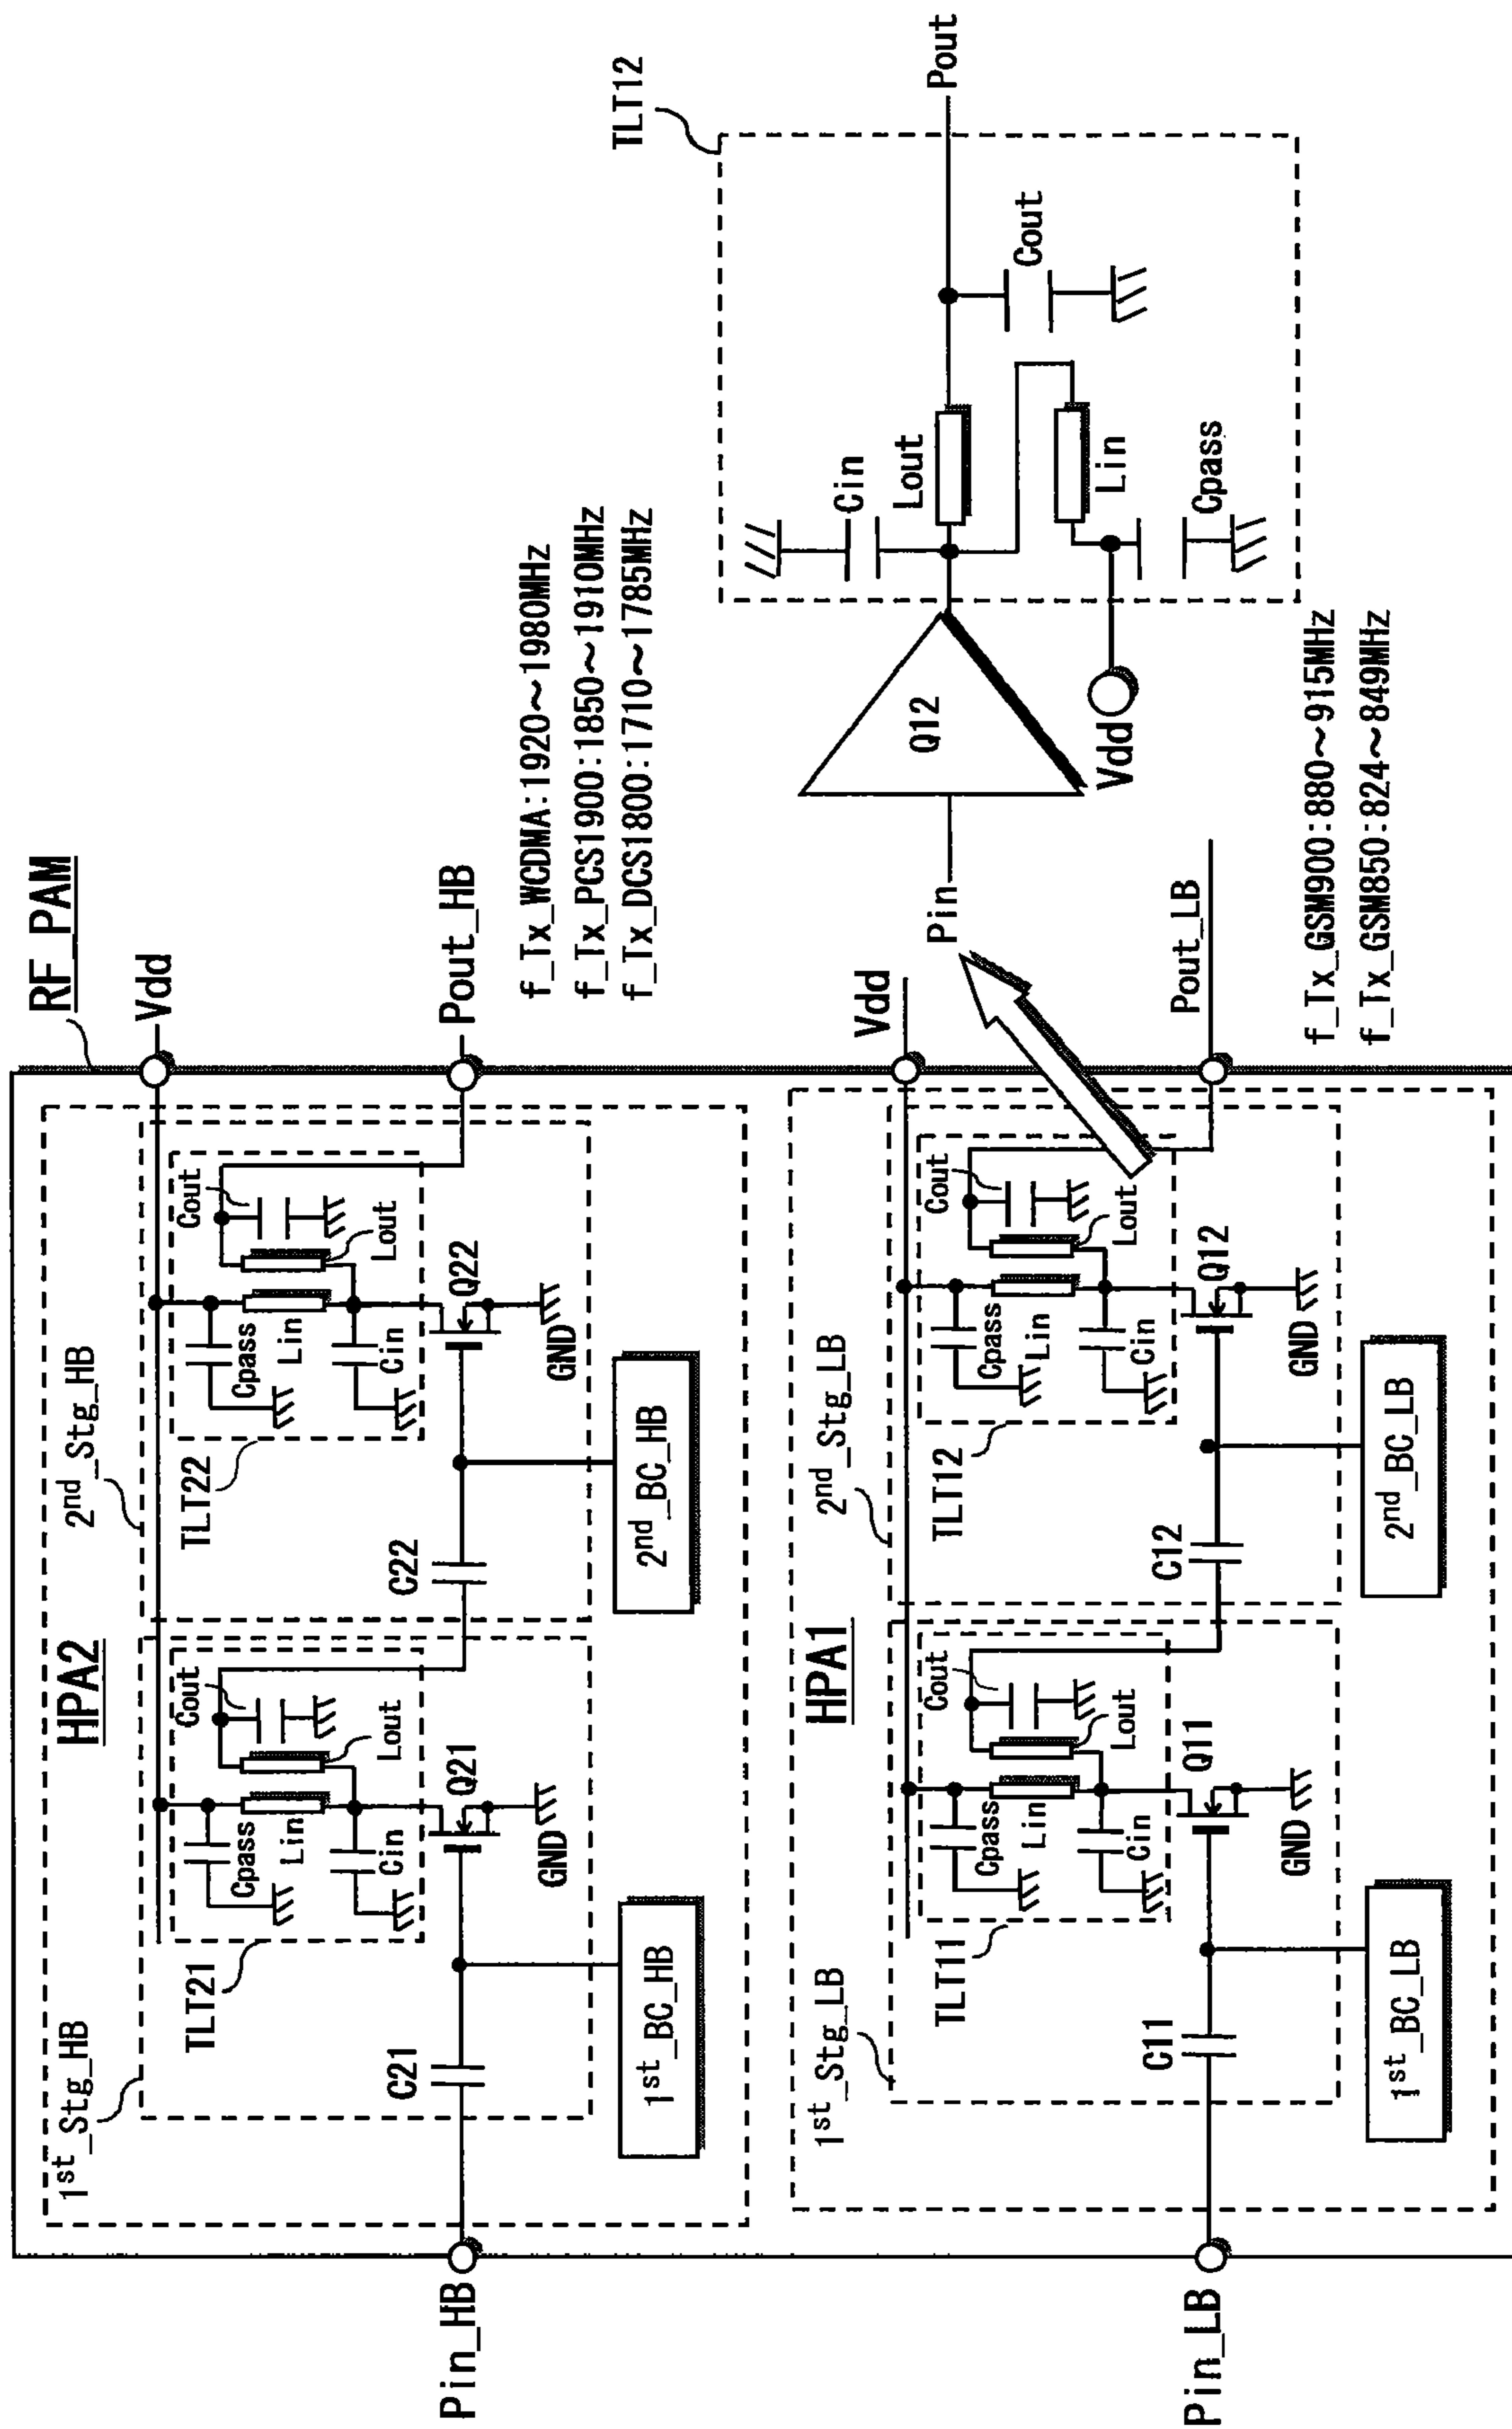 RF_PAM
HPA2
1st_Stg_HB
2nd_Stg_HB
Vdd
TLT21
Cpass
Lin
Cin
Cout
Lout
Q21
GND
C21
1st_BC_HB
Pin_HB
TLT22
Cpass
Lin
Cin
Cout
Lout
Q22
GND
C22
2nd_BC_HB
Pout_HB
f_Tx_WCDMA:1920~1980MHz
f_Tx_PCS1900:1850~1910MHz
f_Tx_DCS1800:1710~1785MHz
HPA1
1st_Stg_LB
2nd_Stg_LB
Vdd
TLT11
Cpass
Lin
Cin
Cout
Lout
Q11
GND
C11
1st_BC_LB
Pin_LB
TLT12
Cpass
Lin
Cin
Cout
Lout
Q12
GND
C12
2nd_BC_LB
Pout_LB
f_Tx_GSM900:880~915MHz
f_Tx_GSM850:824~849MHz
TLT12
Pin
Q12
Vdd
Cin
Lout
Lin
Cpass
Cout
Pout